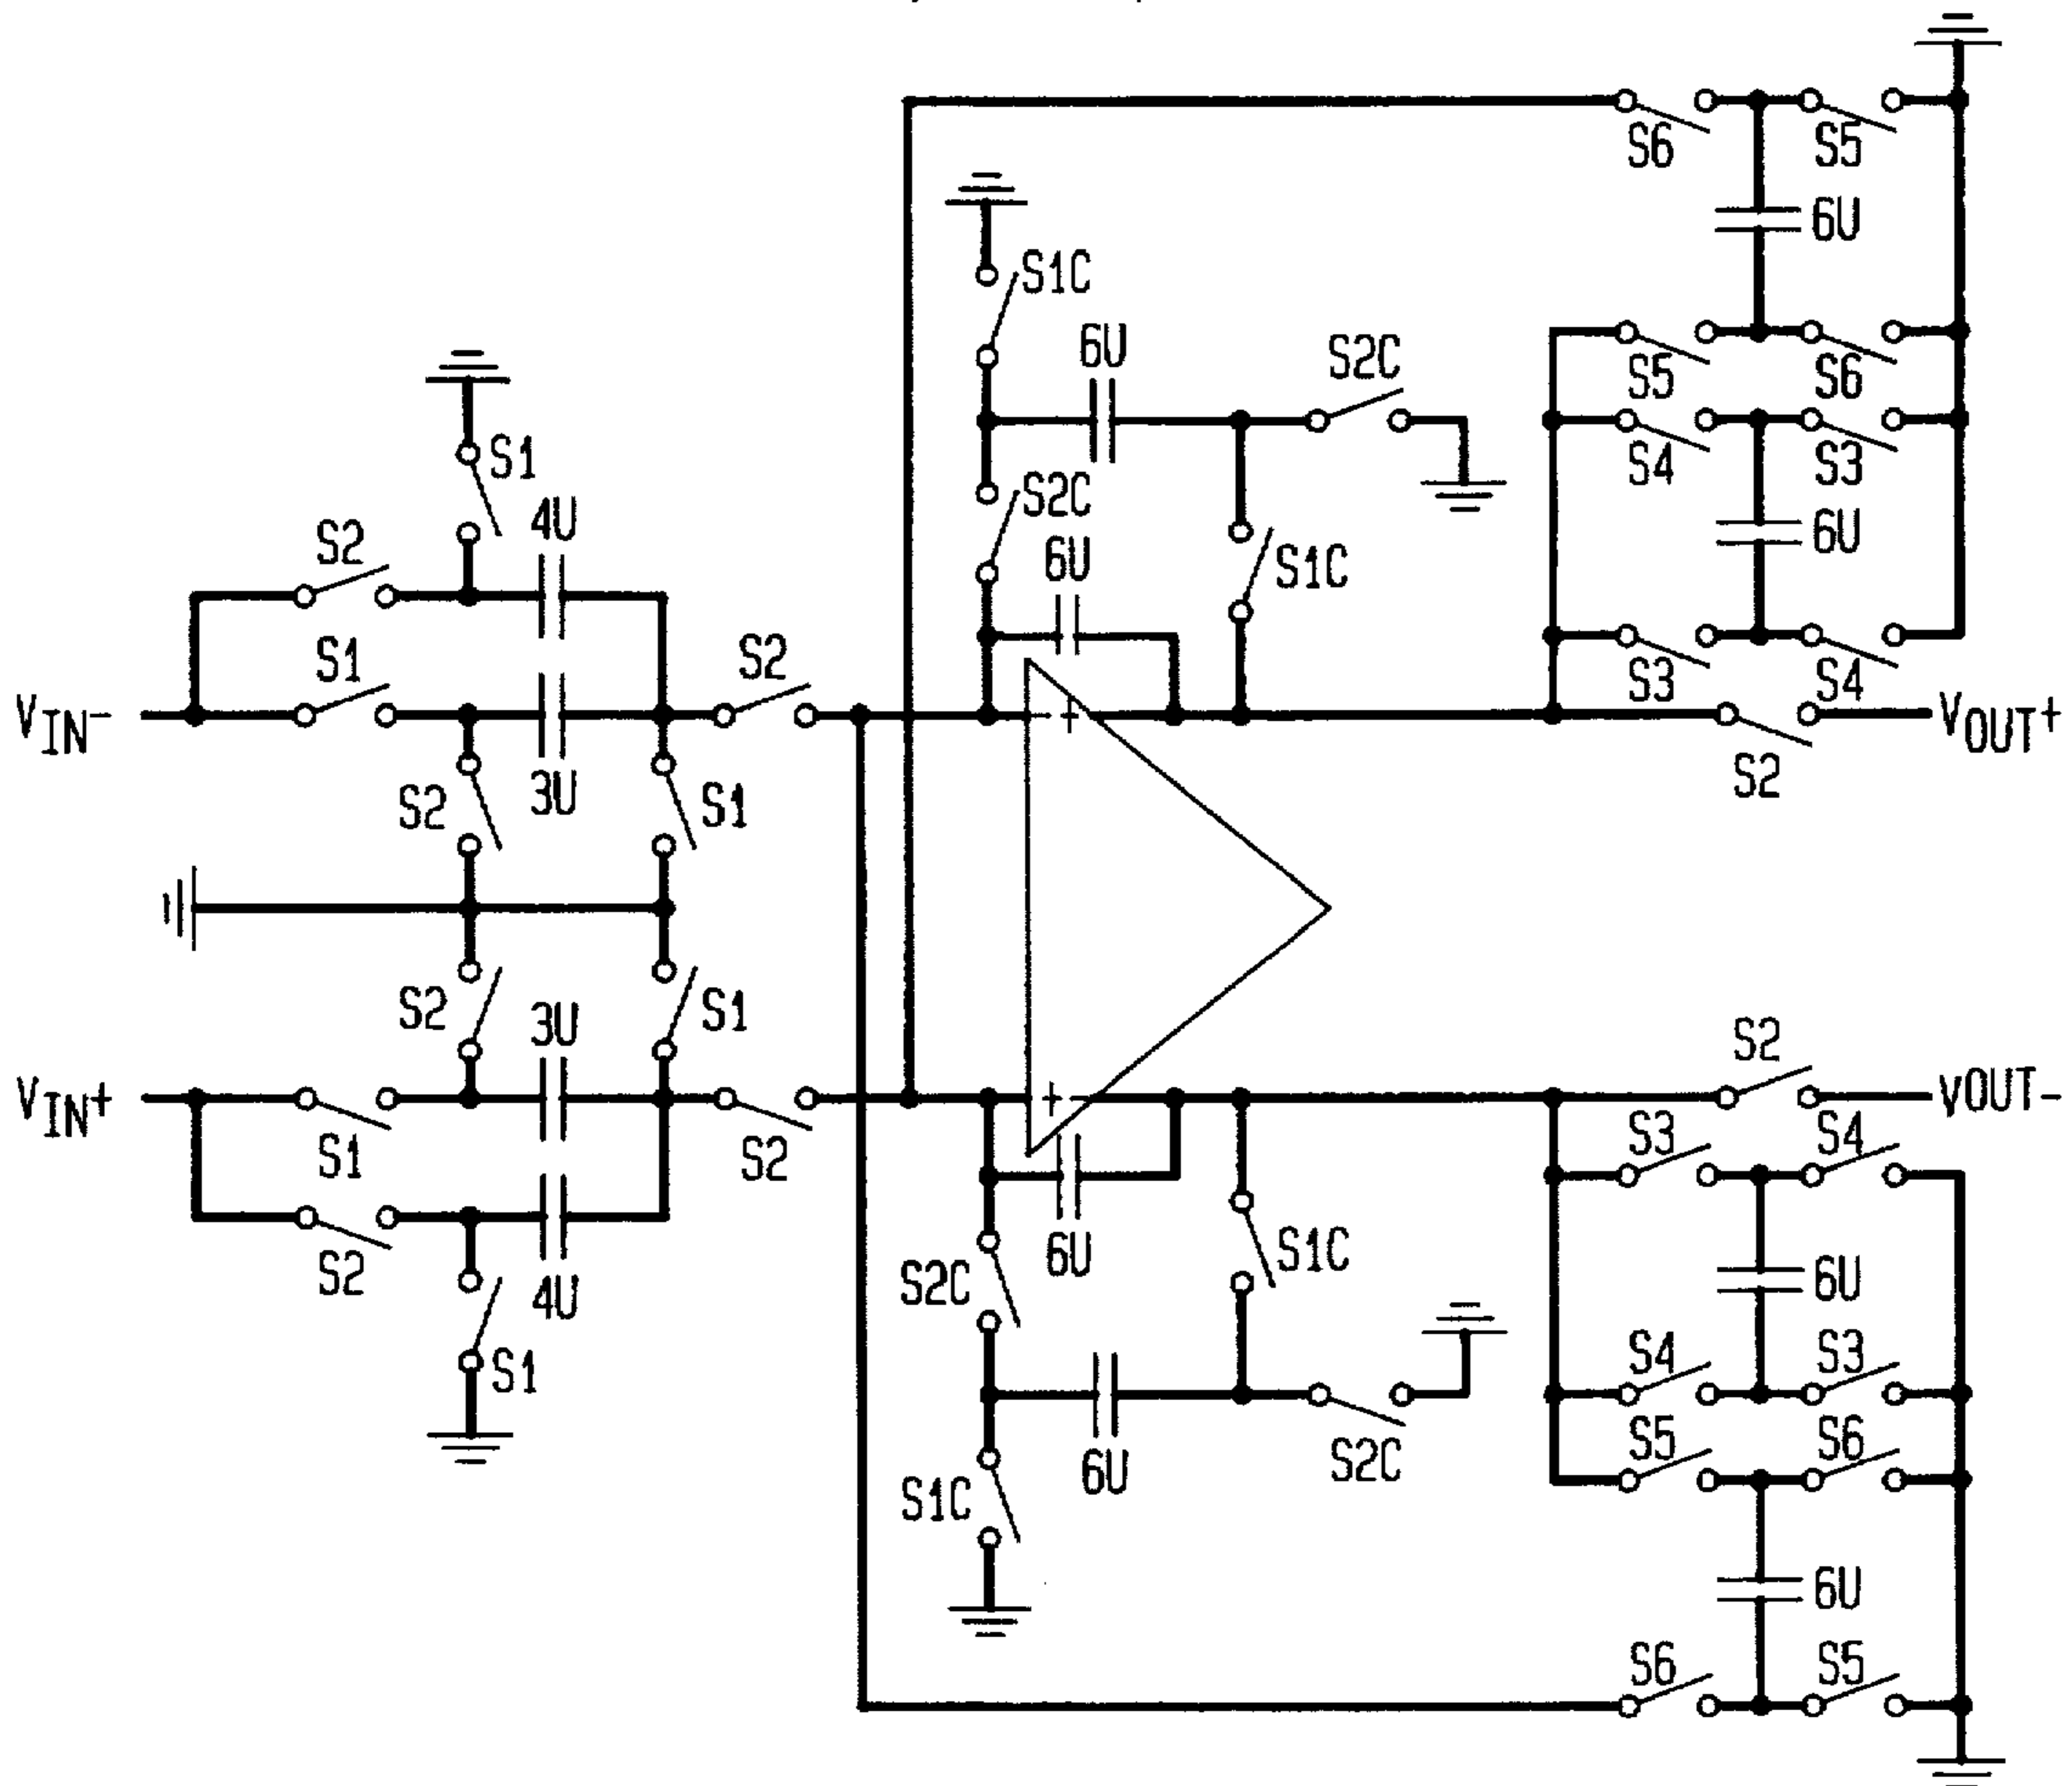 S6 S5
6U
S1C
6U S2C
S5 S6
S1
S4 S3
S2C
4U
S2
6U
6U
S1C
S1
S2
S3 S4
VIN-
- +
VOUT+
S2
3U
S2
S1
S2
S1
3U
S2
VIN+
+ -
VOUT-
S3 S4
S1
S2
S2
4U
S1
6U
S1C
S2C
6U
S4 S3
S5 S6
6U
S2C
S1C
6U
S6 S5